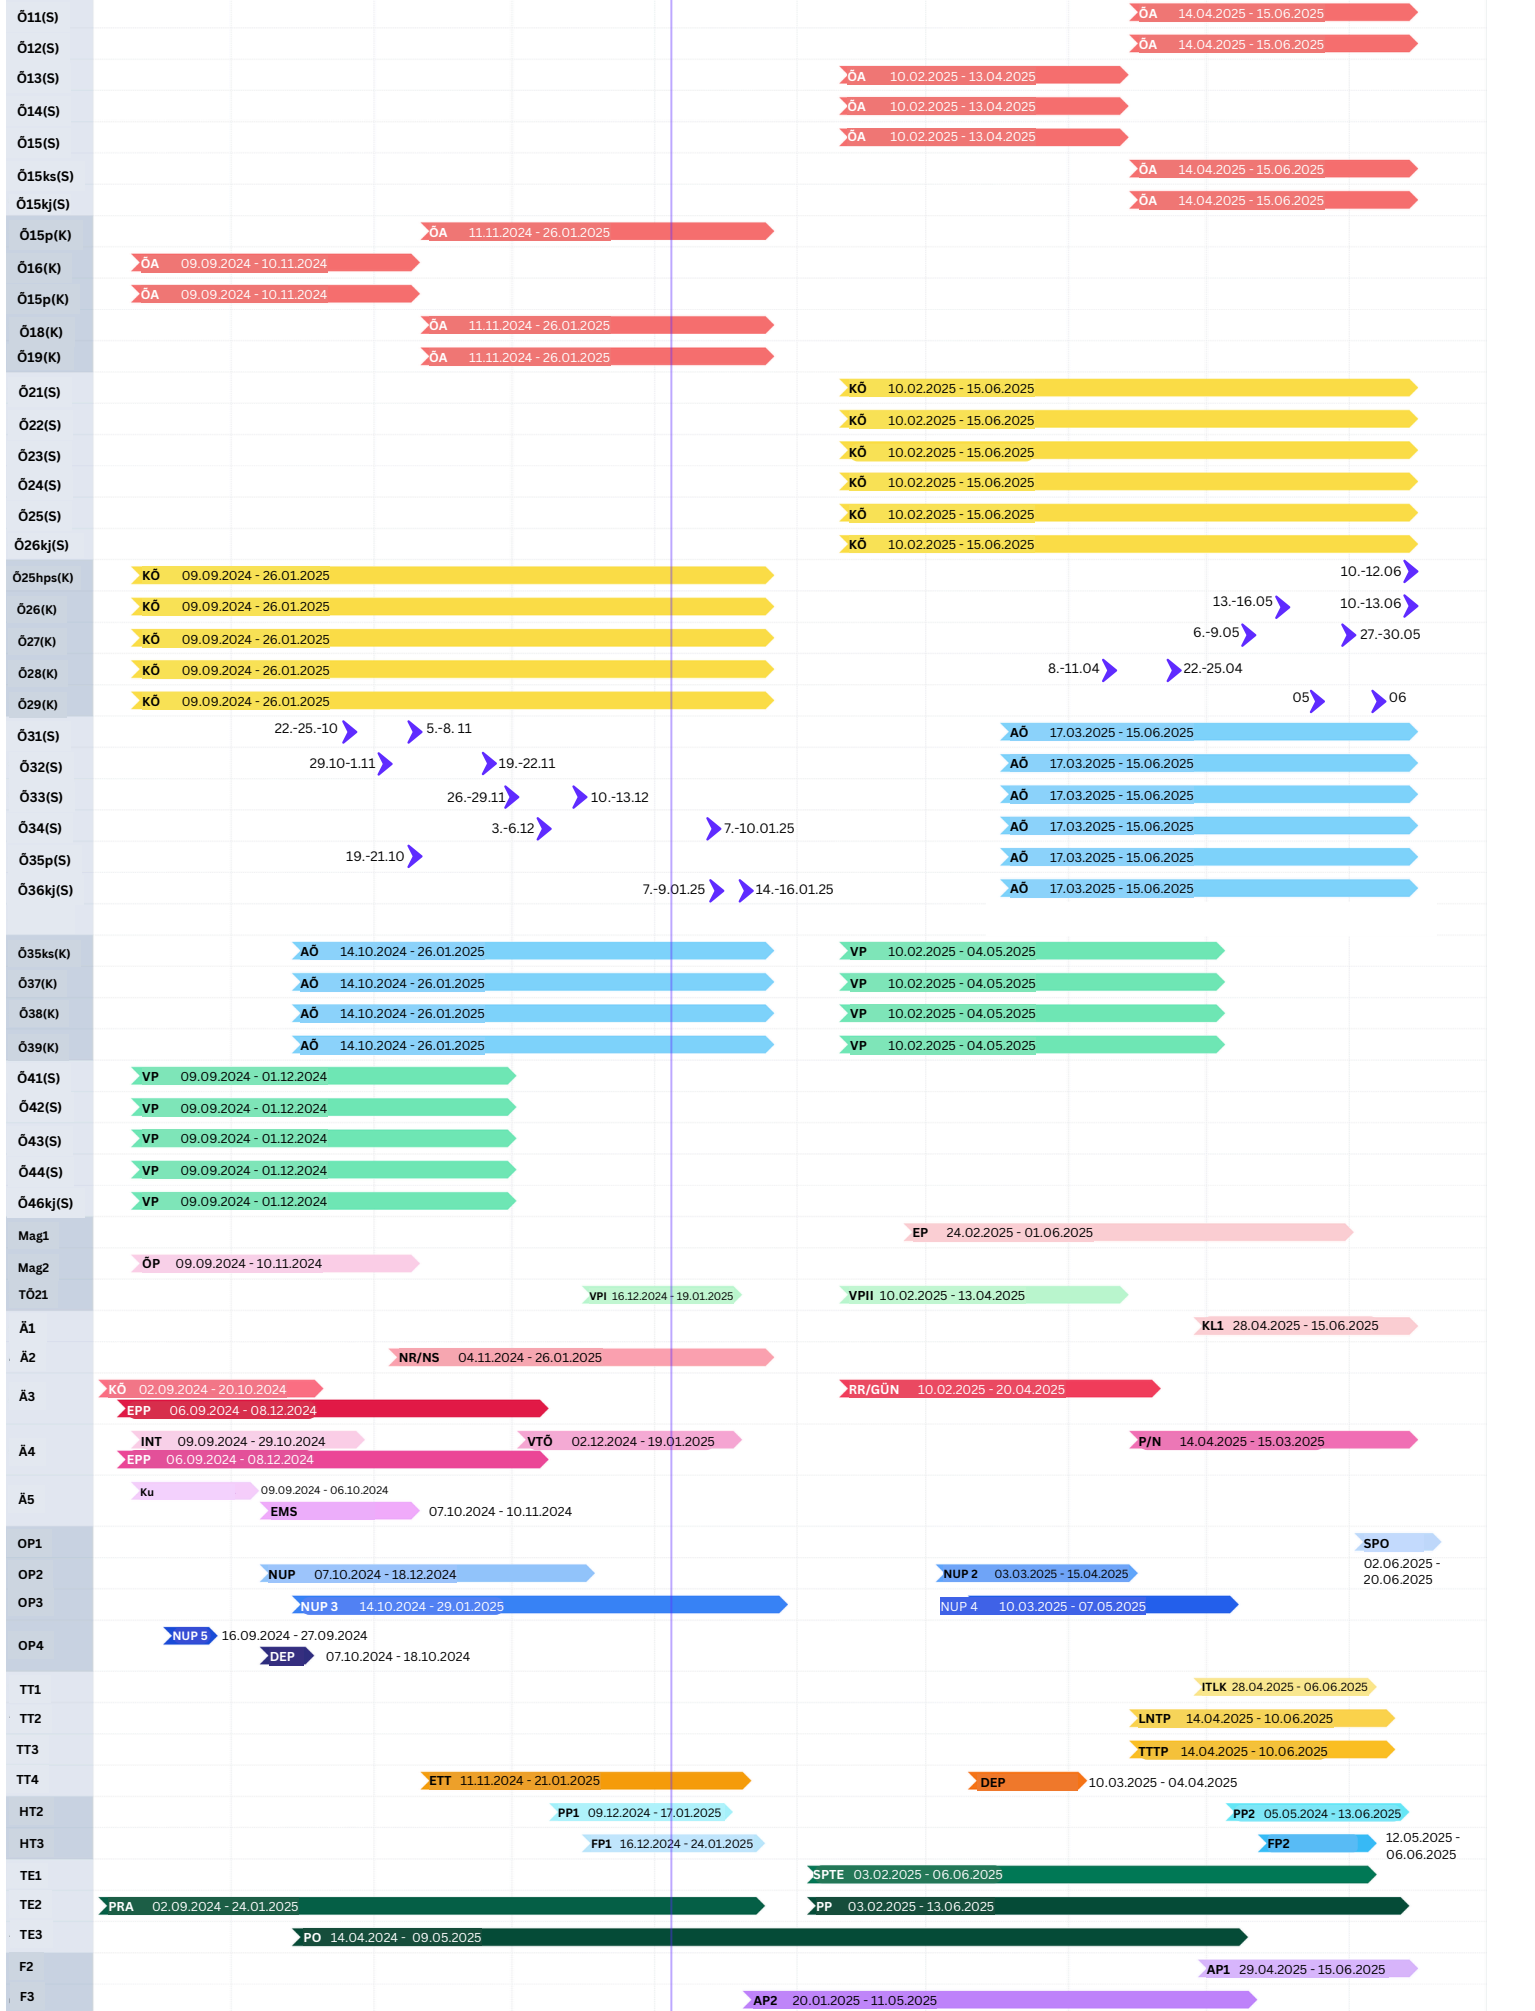 Õ11(S) ÕA 14.04.2025 - 15.06.2025
Õ12(S) ÕA 14.04.2025 - 15.06.2025
Õ13(S) ÕA 10.02.2025 - 13.04.2025
Õ14(S) ÕA 10.02.2025 - 13.04.2025
Õ15(S) ÕA 10.02.2025 - 13.04.2025
Õ15ks(S) ÕA 14.04.2025 - 15.06.2025
Õ15kj(S) ÕA 14.04.2025 - 15.06.2025
Õ15p(K) ÕA 11.11.2024 - 26.01.2025
Õ16(K) ÕA 09.09.2024 - 10.11.2024
Õ15p(K) ÕA 09.09.2024 - 10.11.2024
Õ18(K) ÕA 11.11.2024 - 26.01.2025
Õ19(K) ÕA 11.11.2024 - 26.01.2025
Õ21(S) KÕ 10.02.2025 - 15.06.2025
Õ22(S) KÕ 10.02.2025 - 15.06.2025
Õ23(S) KÕ 10.02.2025 - 15.06.2025
Õ24(S) KÕ 10.02.2025 - 15.06.2025
Õ25(S) KÕ 10.02.2025 - 15.06.2025
Õ26kj(S) KÕ 10.02.2025 - 15.06.2025
Õ25hps(K) KÕ 09.09.2024 - 26.01.2025 10.-12.06
Õ26(K) KÕ 09.09.2024 - 26.01.2025 13.-16.05 10.-13.06
Õ27(K) KÕ 09.09.2024 - 26.01.2025 6.-9.05 27.-30.05
Õ28(K) KÕ 09.09.2024 - 26.01.2025 8.-11.04 22.-25.04
Õ29(K) KÕ 09.09.2024 - 26.01.2025 05 06
Õ31(S) 22.-25.-10 5.-8. 11 AÕ 17.03.2025 - 15.06.2025
Õ32(S) 29.10-1.11 19.-22.11 AÕ 17.03.2025 - 15.06.2025
Õ33(S) 26.-29.11 10.-13.12 AÕ 17.03.2025 - 15.06.2025
Õ34(S) 3.-6.12 7.-10.01.25 AÕ 17.03.2025 - 15.06.2025
Õ35p(S) 19.-21.10 AÕ 17.03.2025 - 15.06.2025
Õ36kj(S) 7.-9.01.25 14.-16.01.25 AÕ 17.03.2025 - 15.06.2025
Õ35ks(K) AÕ 14.10.2024 - 26.01.2025 VP 10.02.2025 - 04.05.2025
Õ37(K) AÕ 14.10.2024 - 26.01.2025 VP 10.02.2025 - 04.05.2025
Õ38(K) AÕ 14.10.2024 - 26.01.2025 VP 10.02.2025 - 04.05.2025
Õ39(K) AÕ 14.10.2024 - 26.01.2025 VP 10.02.2025 - 04.05.2025
Õ41(S) VP 09.09.2024 - 01.12.2024
Õ42(S) VP 09.09.2024 - 01.12.2024
Õ43(S) VP 09.09.2024 - 01.12.2024
Õ44(S) VP 09.09.2024 - 01.12.2024
Õ46kj(S) VP 09.09.2024 - 01.12.2024
Mag1 EP 24.02.2025 - 01.06.2025
Mag2 ÕP 09.09.2024 - 10.11.2024
TÕ21 VPI 16.12.2024 - 19.01.2025 VPII 10.02.2025 - 13.04.2025
Ä1 KL1 28.04.2025 - 15.06.2025
Ä2 NR/NS 04.11.2024 - 26.01.2025
Ä3 KÕ 02.09.2024 - 20.10.2024 RR/GÜN 10.02.2025 - 20.04.2025
EPP 06.09.2024 - 08.12.2024
Ä4 INT 09.09.2024 - 29.10.2024 VTÕ 02.12.2024 - 19.01.2025 P/N 14.04.2025 - 15.03.2025
EPP 06.09.2024 - 08.12.2024
Ä5 Ku 09.09.2024 - 06.10.2024
EMS 07.10.2024 - 10.11.2024
OP1 SPO
02.06.2025 -
20.06.2025
OP2 NUP 07.10.2024 - 18.12.2024 NUP 2 03.03.2025 - 15.04.2025
OP3 NUP 3 14.10.2024 - 29.01.2025 NUP 4 10.03.2025 - 07.05.2025
OP4 NUP 5 16.09.2024 - 27.09.2024
DEP 07.10.2024 - 18.10.2024
TT1 ITLK 28.04.2025 - 06.06.2025
TT2 LNTP 14.04.2025 - 10.06.2025
TT3 TTTP 14.04.2025 - 10.06.2025
TT4 ETT 11.11.2024 - 21.01.2025 DEP 10.03.2025 - 04.04.2025
HT2 PP1 09.12.2024 - 17.01.2025 PP2 05.05.2024 - 13.06.2025
HT3 FP1 16.12.2024 - 24.01.2025 FP2 12.05.2025 -
06.06.2025
TE1 SPTE 03.02.2025 - 06.06.2025
TE2 PRA 02.09.2024 - 24.01.2025 PP 03.02.2025 - 13.06.2025
TE3 PO 14.04.2024 - 09.05.2025
F2 AP1 29.04.2025 - 15.06.2025
F3 AP2 20.01.2025 - 11.05.2025